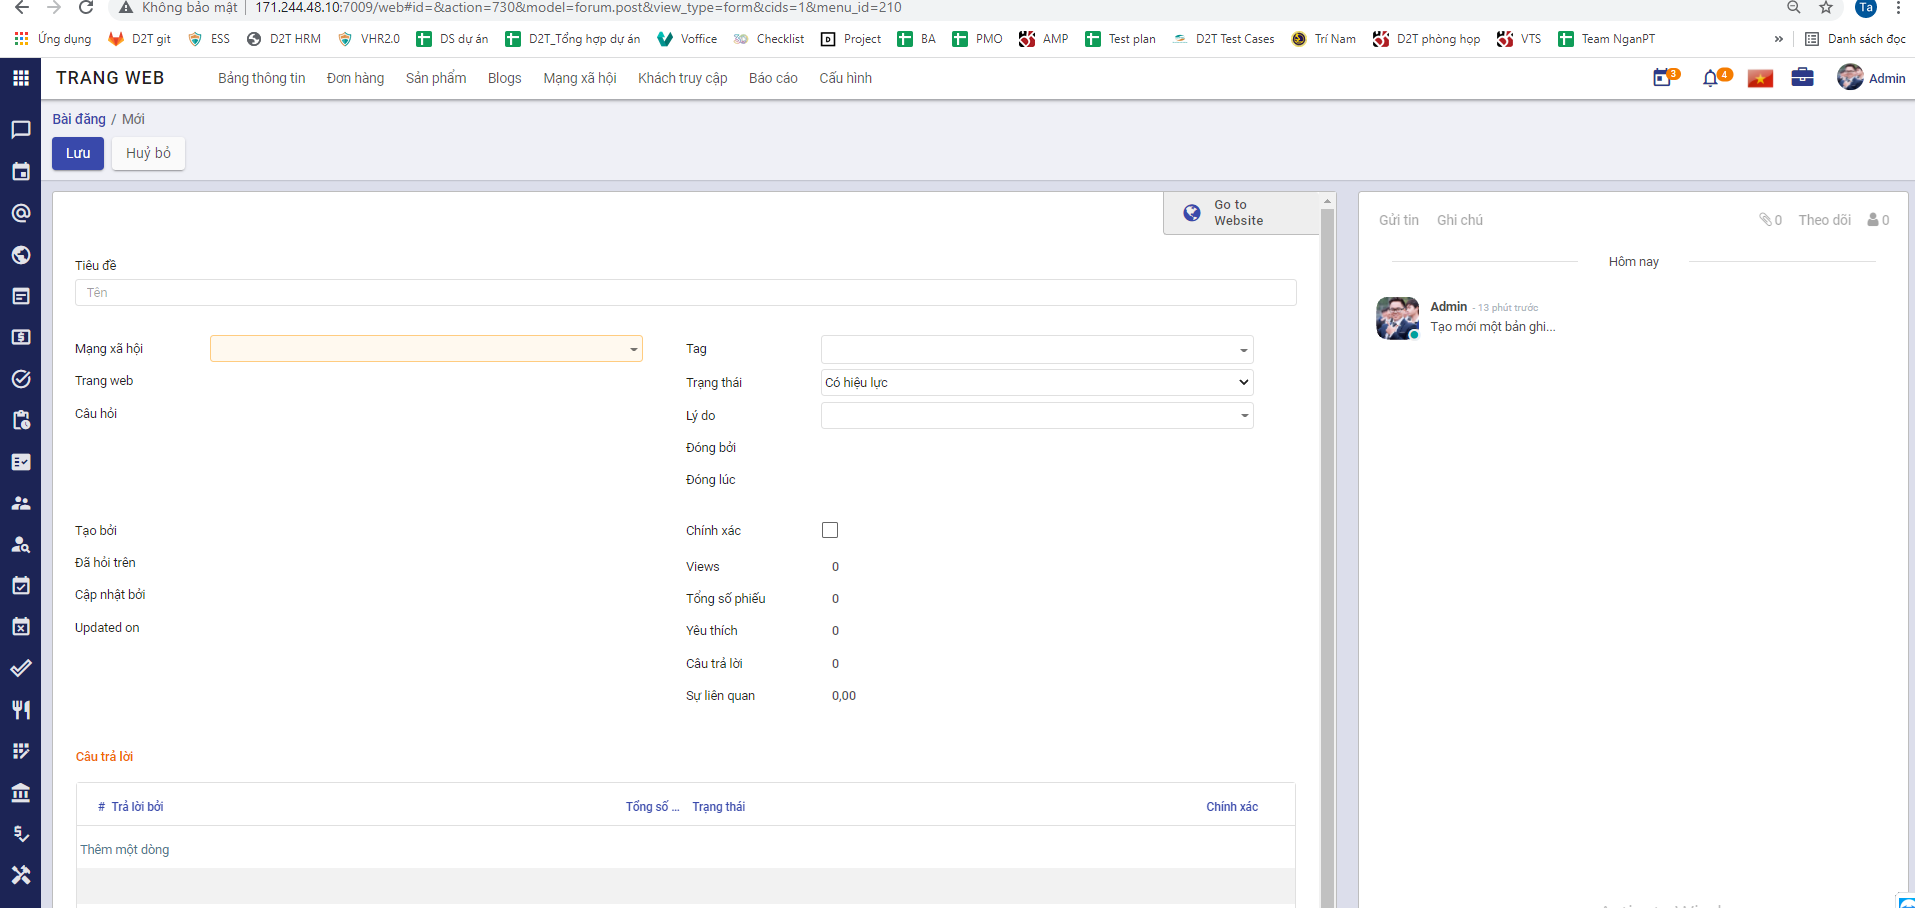 Không bảo mật 171.244.48.10:7009/web#id=&action=730&model=forum.post&view_type=form&cids=1&menu_id=210 Ta
Ứng dụng D2T git ESS D2T HRM VHR2.0 DS dự án D2T_Tổng hợp dự án Voffice Checklist Project BA PMO AMP Test plan D2T Test Cases Trí Nam D2T phòng họp VTS Team NganPT » Danh sách đọc
TRANG WEB Bảng thông tin Đơn hàng Sản phẩm Blogs Mạng xã hội Khách truy cập Báo cáo Cấu hình 3 4 Admin
Bài đăng / Mới
Lưu Huỷ bỏ
Go to
Website
Gửi tin Ghi chú 0 Theo dõi 0
Hôm nay
Admin - 13 phút trước
Tạo mới một bản ghi...
Tiêu đề
Tên
Mạng xã hội
Trang web
Câu hỏi
Tag
Trạng thái Có hiệu lực
Lý do
Đóng bởi
Đóng lúc
Tạo bởi
Đã hỏi trên
Cập nhật bởi
Updated on
Chính xác
Views 0
Tổng số phiếu 0
Yêu thích 0
Câu trả lời 0
Sự liên quan 0,00
Câu trả lời
# Trả lời bởi Tổng số ... Trạng thái Chính xác
Thêm một dòng